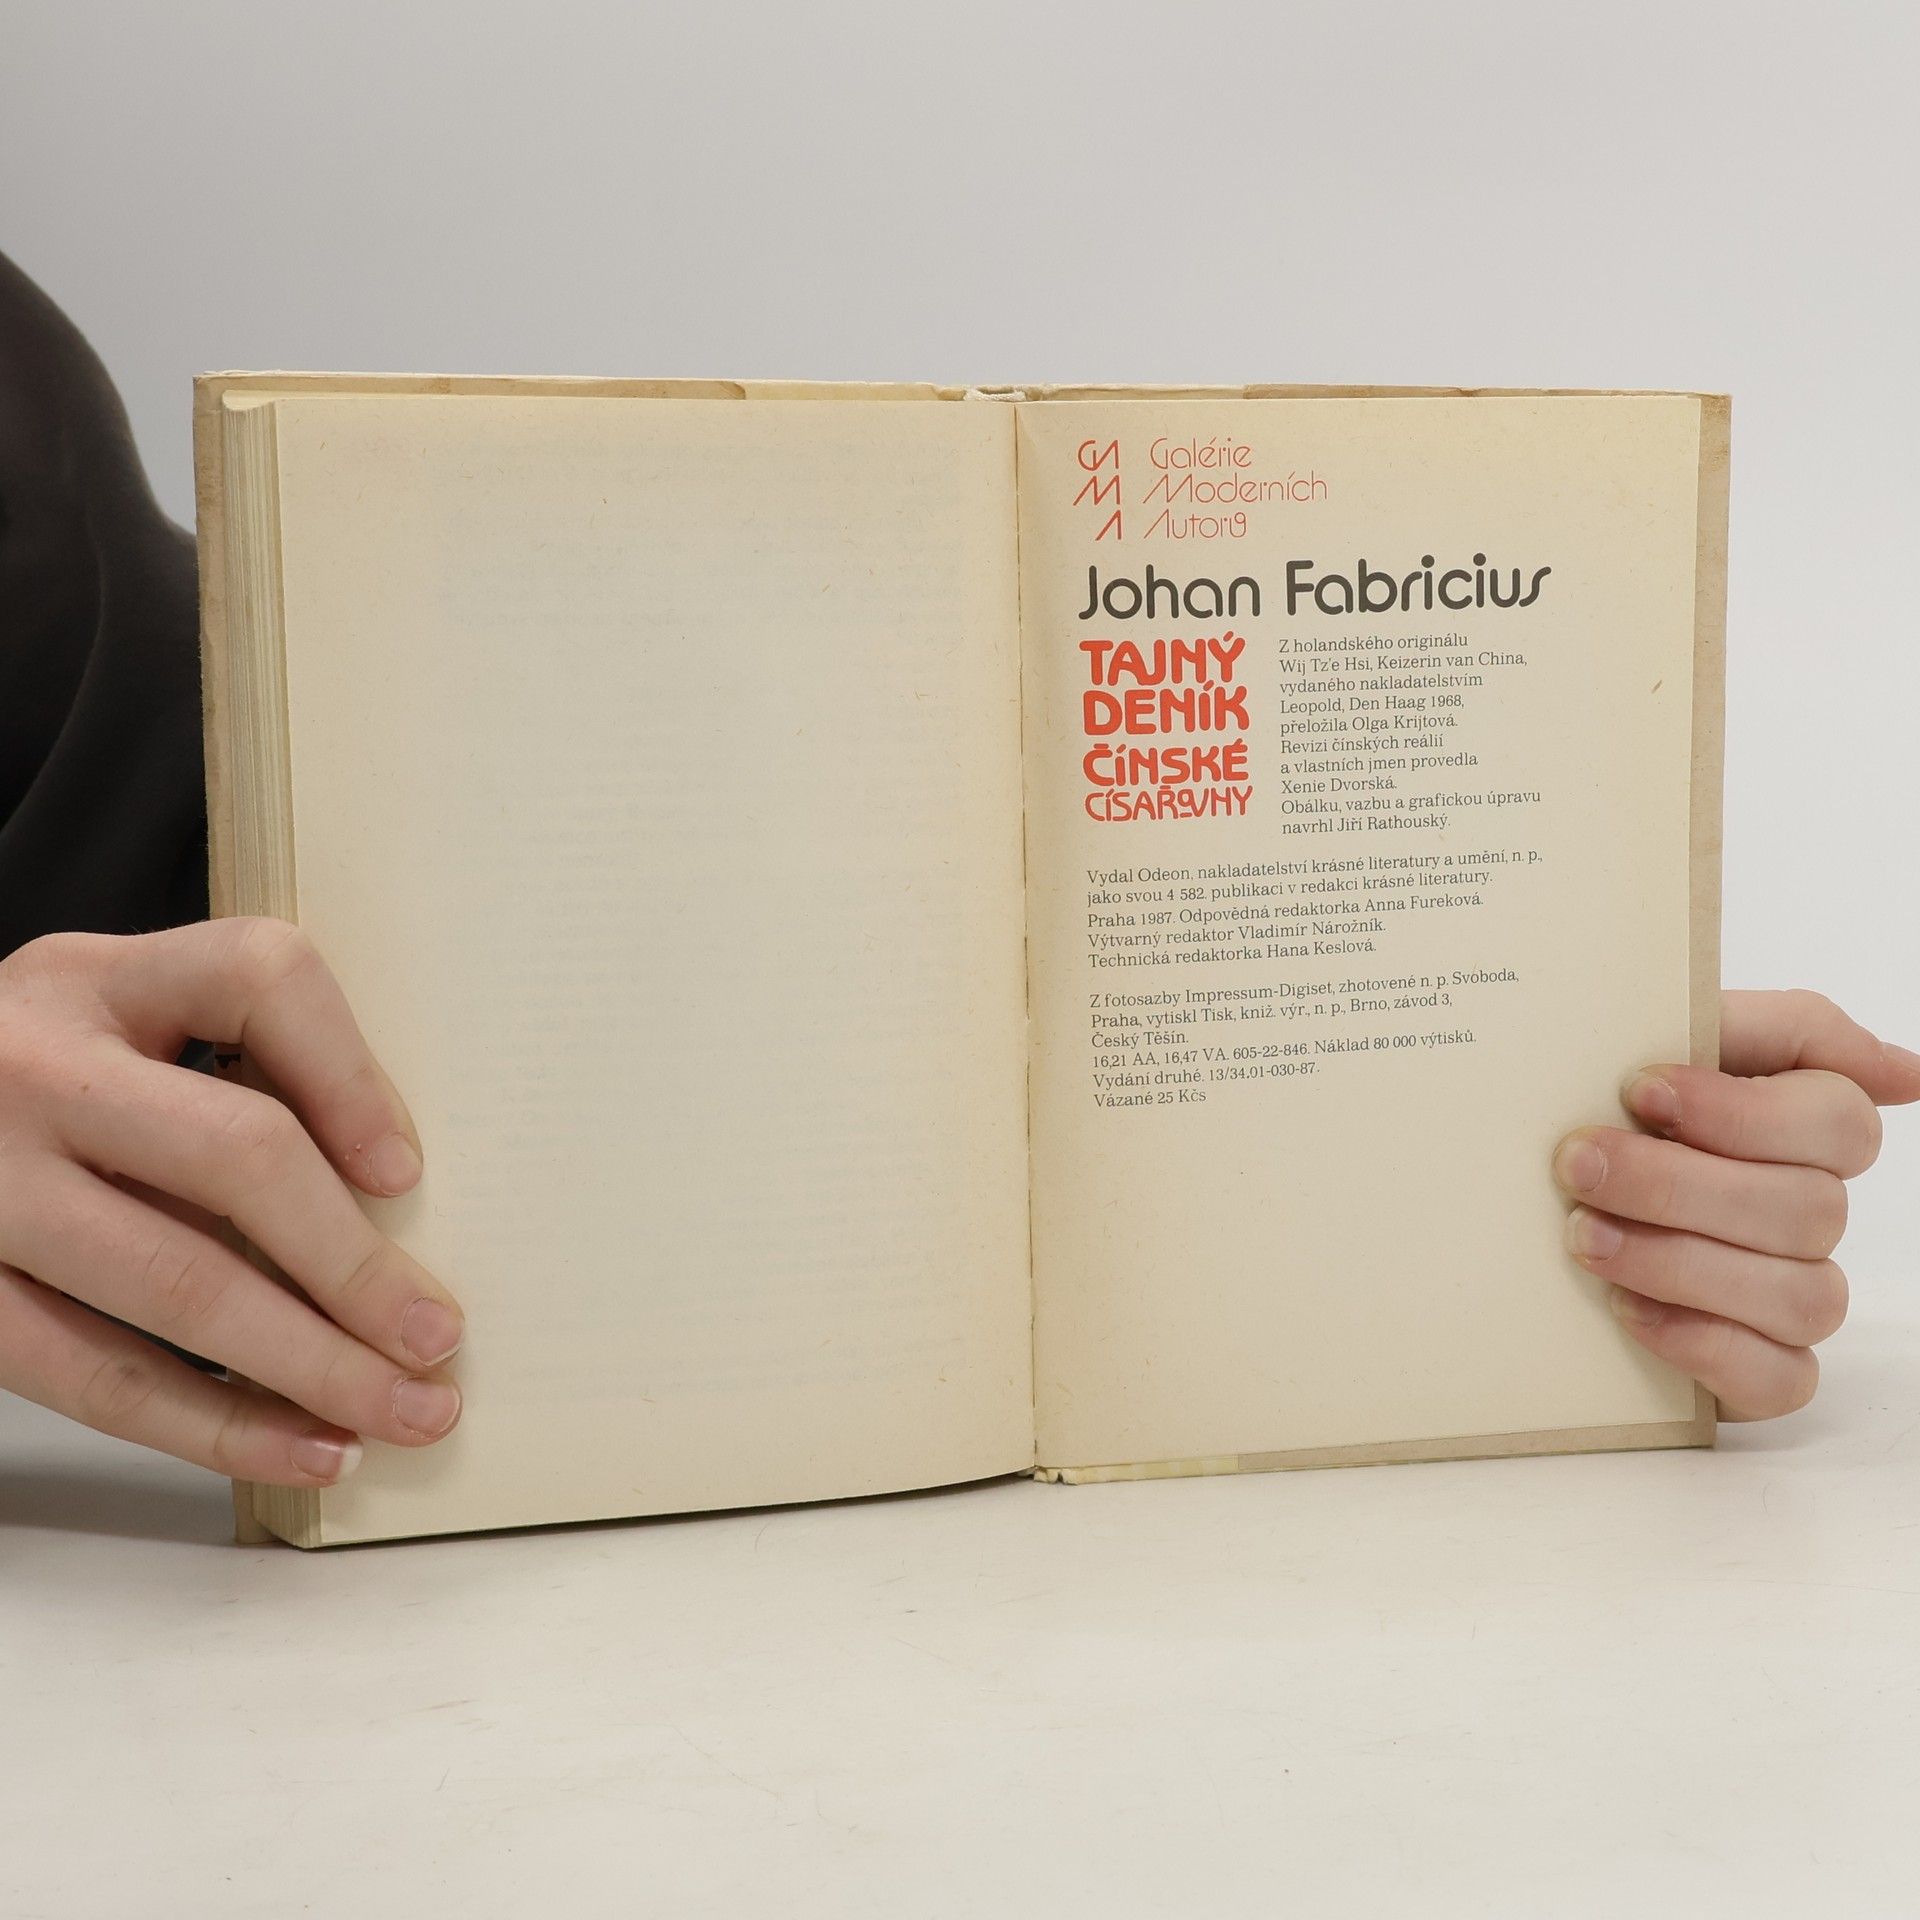 GMA Galérie
Moderních
Autorů
Johan Fabricius
TAJNÝ
DENÍK
ČÍNSKÉ
CÍSAŘOVNY
Z holandského originálu
Wij Tz'e Hsi, Keizerin van China,
vydaného nakladatelstvím
Leopold, Den Haag 1968,
přeložila Olga Krijtová.
Revizi čínských reálií
a vlastních jmen provedla
Xenie Dvorská.
Obálku, vazbu a grafickou úpravu
navrhl Jiří Rathouský.
Vydal Odeon, nakladatelství krásné literatury a umění, n. p.,
jako svou 4 582. publikaci v redakci krásné literatury.
Praha 1987. Odpovědná redaktorka Anna Fureková.
Výtvarný redaktor Vladimír Nárožník.
Technická redaktorka Hana Keslová.
Z fotosazby Impressum-Digiset, zhotovené n. p. Svoboda,
Praha, vytiskl Tisk, kniž. výr., n. p., Brno, závod 3,
Český Těšín.
16,21 AA, 16,47 VA. 605-22-846. Náklad 80 000 výtisků.
Vydání druhé. 13/34.01-030-87.
Vázané 25 Kčs